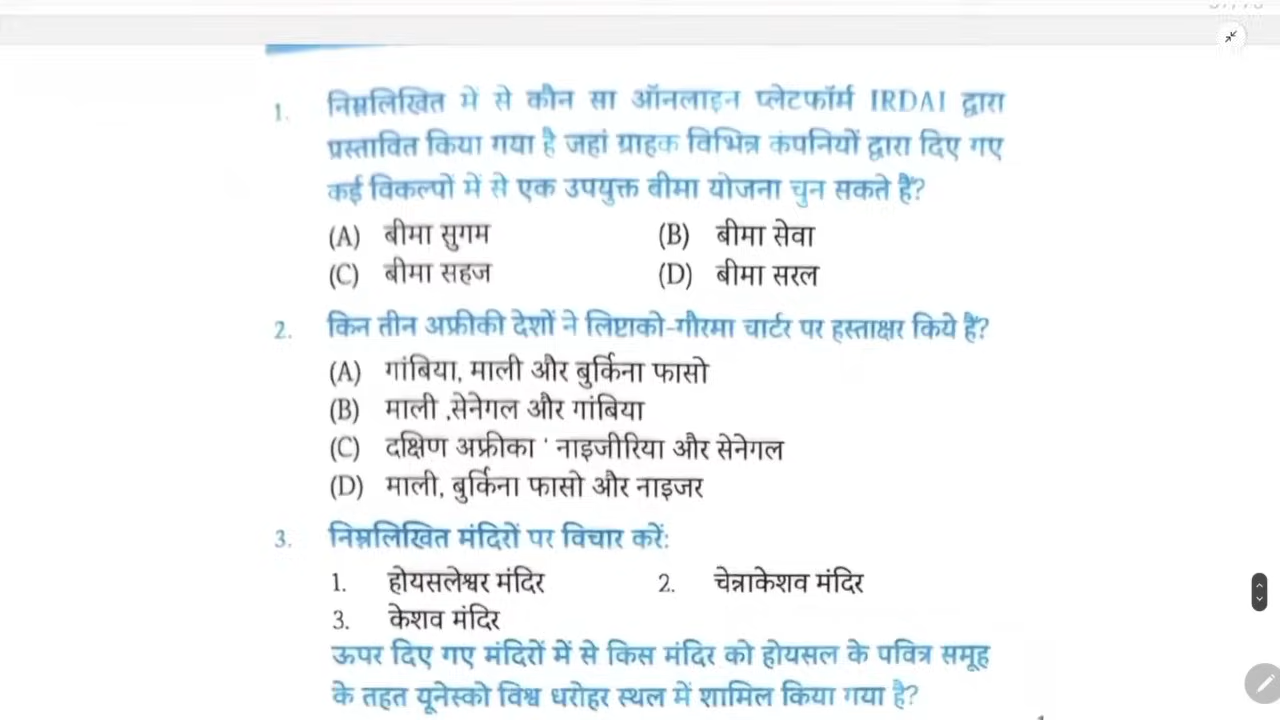 1. निम्नलिखित में से कौन सा ऑनलाइन प्लेटफॉर्म IRDAI द्वारा
प्रस्तावित किया गया है जहां ग्राहक विभिन्न कंपनियों द्वारा दिए गए
कई विकल्पों में से एक उपयुक्त बीमा योजना चुन सकते हैं?
(A) बीमा सुगम (B) बीमा सेवा
(C) बीमा सहज (D) बीमा सरल
2. किन तीन अफ्रीकी देशों ने लिप्टाको-गौरमा चार्टर पर हस्ताक्षर किये हैं?
(A) गांबिया, माली और बुर्किना फासो
(B) माली ,सेनेगल और गांबिया
(C) दक्षिण अफ्रीका ' नाइजीरिया और सेनेगल
(D) माली, बुर्किना फासो और नाइजर
3. निम्नलिखित मंदिरों पर विचार करें:
1. होयसलेश्वर मंदिर 2. चेन्नाकेशव मंदिर
3. केशव मंदिर
ऊपर दिए गए मंदिरों में से किस मंदिर को होयसल के पवित्र समूह
के तहत यूनेस्को विश्व धरोहर स्थल में शामिल किया गया है?